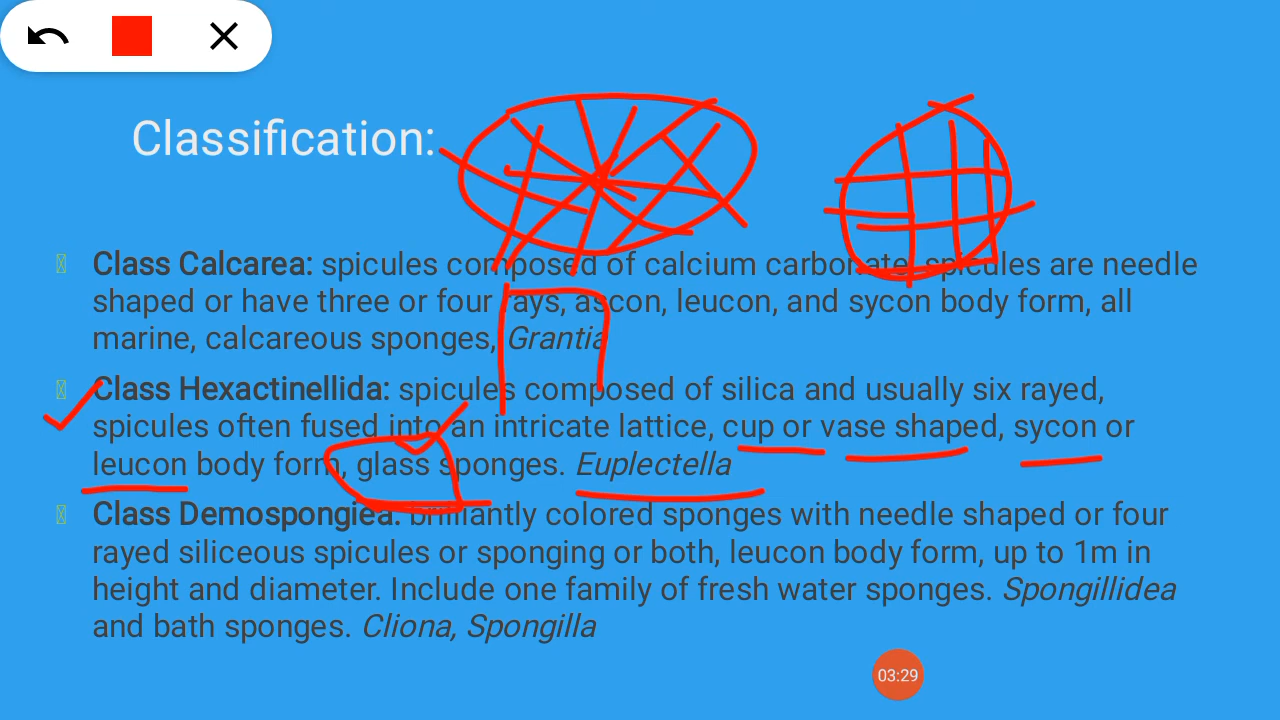 Classification:
Class Calcarea: spicules composed of calcium carbonate, spicules are needle
shaped or have three or four rays, ascon, leucon, and sycon body form, all
marine, calcareous sponges, Grantia
Class Hexactinellida: spicules composed of silica and usually six rayed,
spicules often fused into an intricate lattice, cup or vase shaped, sycon or
leucon body form, glass sponges. Euplectella
Class Demospongiea: brilliantly colored sponges with needle shaped or four
rayed siliceous spicules or sponging or both, leucon body form, up to 1m in
height and diameter. Include one family of fresh water sponges. Spongillidea
and bath sponges. Cliona, Spongilla
03:29